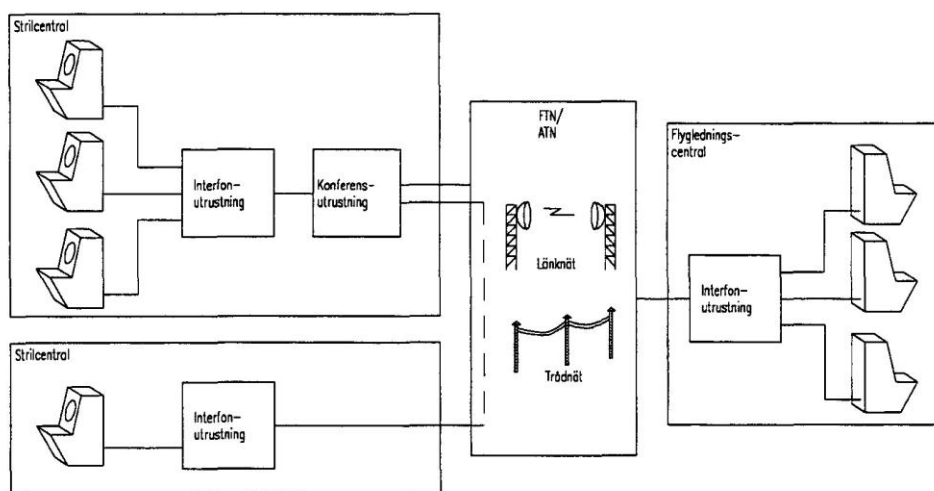 Strilcentral
Interfon-
utrustning
Konferens-
utrustning
FTN/
ATN
Länknät
Trådnät
Flyglednings-
central
Interfon-
utrustning
Strilcentral
Interfon-
utrustning